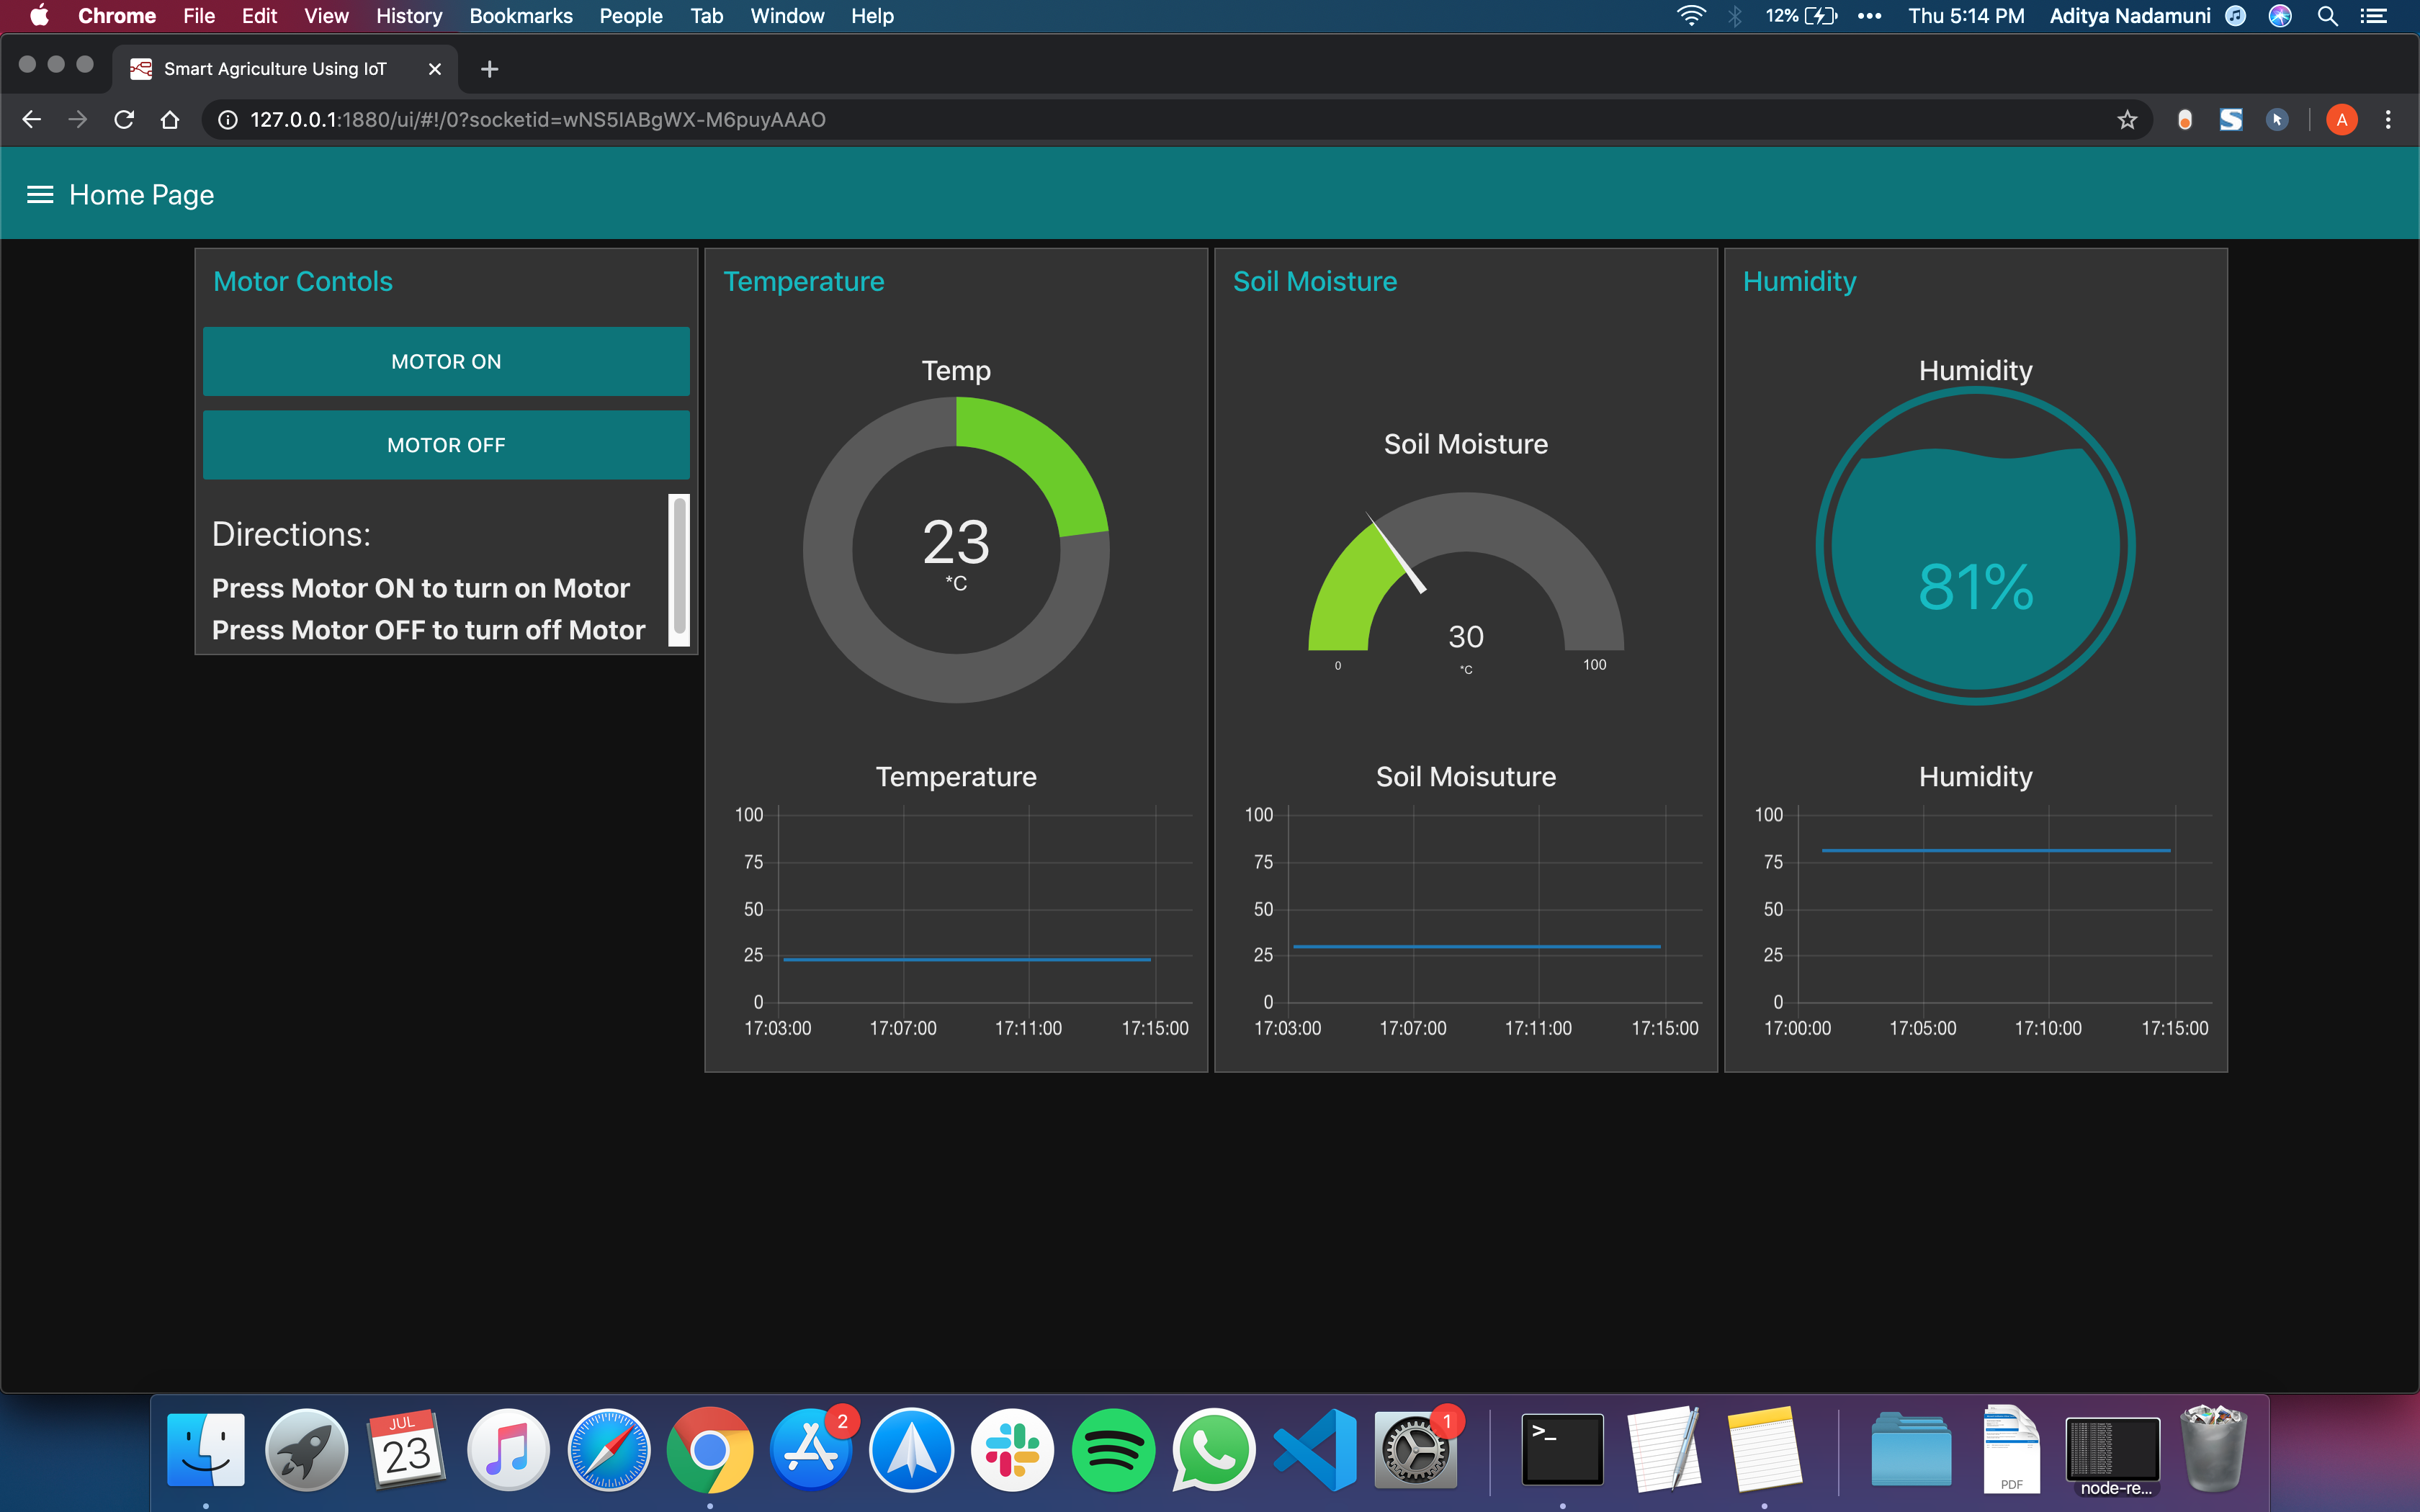 Chrome File Edit View History Bookmarks People Tab Window Help 12% Thu 5:14 PM Aditya Nadamuni
Smart Agriculture Using IoT
127.0.0.1:1880/ui/#!/0?socketid=wNS5IABgWX-M6puyAAAO
A
Home Page
Motor Contols
MOTOR ON
MOTOR OFF
Directions:
Press Motor ON to turn on Motor
Press Motor OFF to turn off Motor
Temperature
Temp
23
*C
Temperature
100
75
50
25
0
17:03:00 17:07:00 17:11:00 17:15:00
Soil Moisture
Soil Moisture
30
*C
0 100
Soil Moisuture
100
75
50
25
0
17:03:00 17:07:00 17:11:00 17:15:00
Humidity
Humidity
81%
Humidity
100
75
50
25
0
17:00:00 17:05:00 17:10:00 17:15:00
JUL
23
2
1
>_
PDF
node-re...